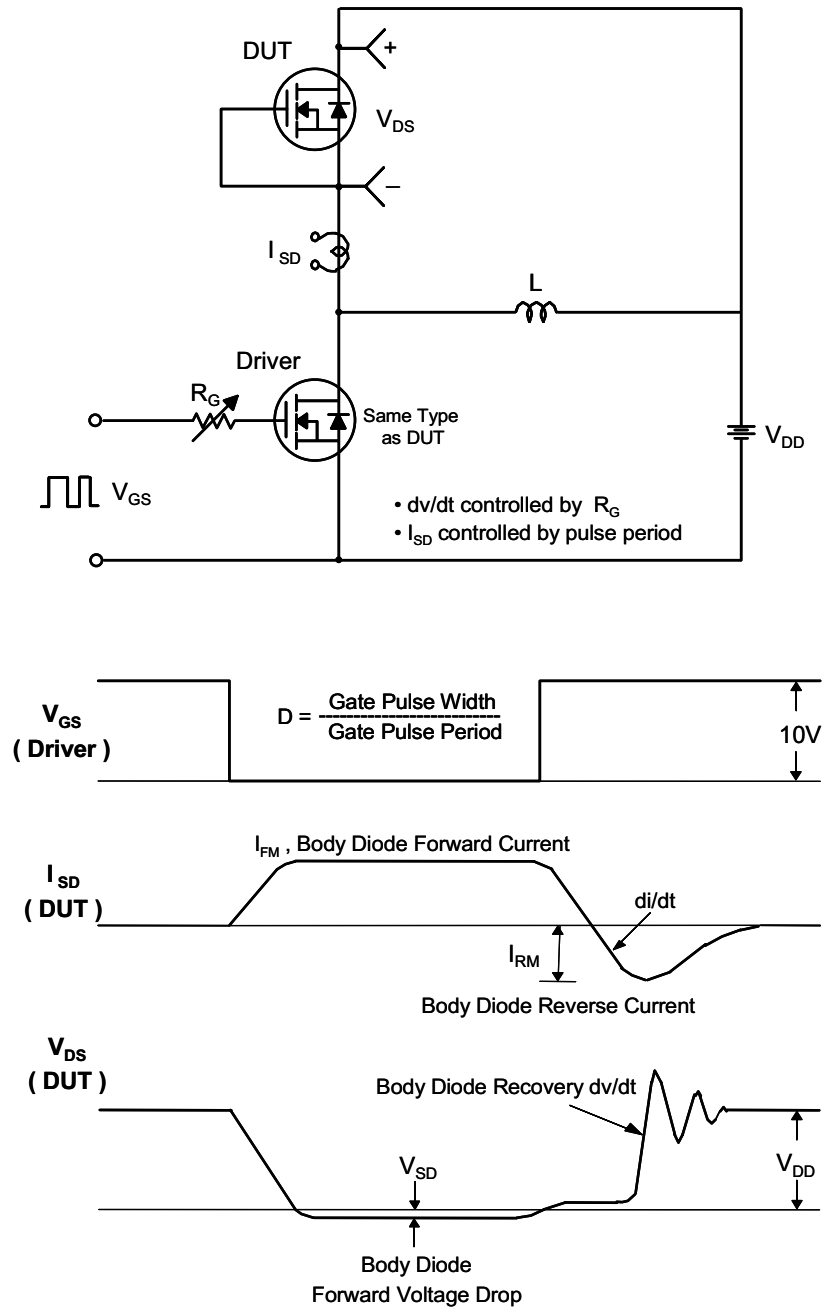 DUT
+
V_DS
–
I_SD
L
Driver
R_G
Same Type
as DUT
V_DD
V_GS
• dv/dt controlled by R_G
• I_SD controlled by pulse period
V_GS
( Driver )
D = Gate Pulse Width
--------------------------
Gate Pulse Period
10V
I_FM , Body Diode Forward Current
I_SD
( DUT )
di/dt
I_RM
Body Diode Reverse Current
V_DS
( DUT )
Body Diode Recovery dv/dt
V_SD
V_DD
Body Diode
Forward Voltage Drop